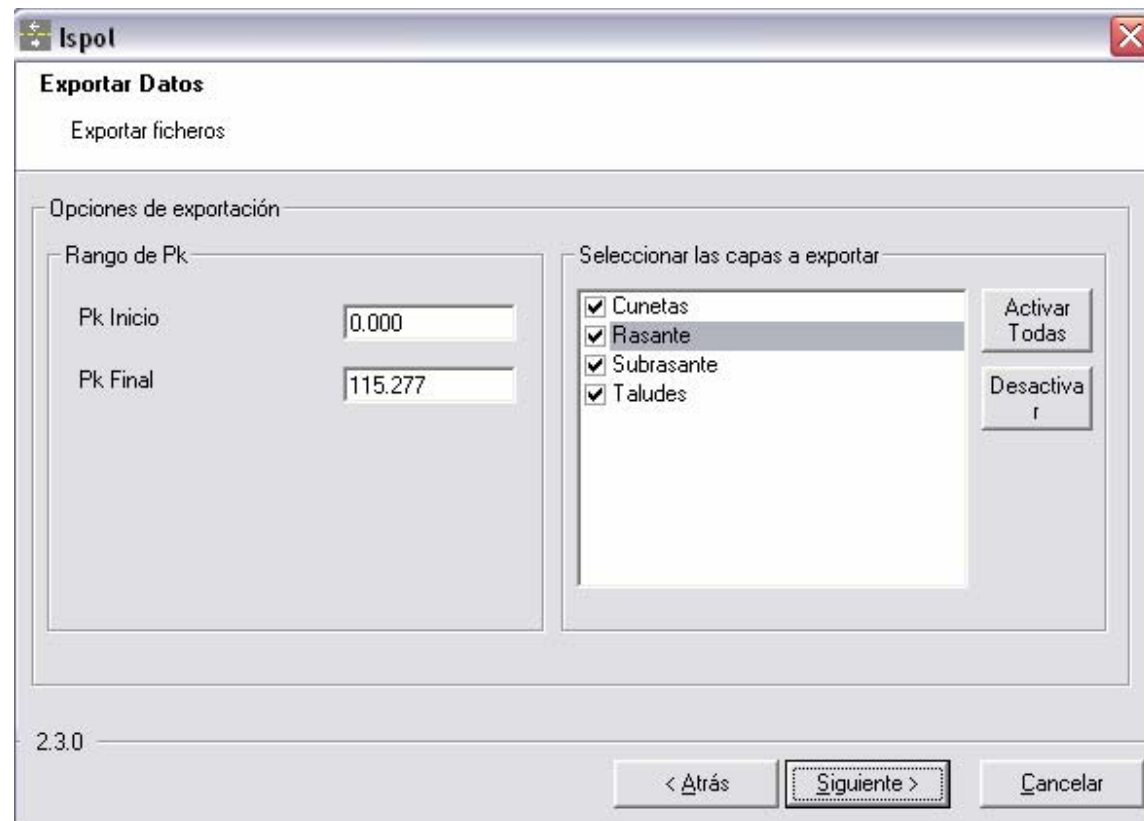 Ispol
Exportar Datos
Exportar ficheros
Opciones de exportación
Rango de Pk
Pk Inicio
0.000
Pk Final
115.277
Seleccionar las capas a exportar
Cunetas
Rasante
Subrasante
Taludes
Activar
Todas
Desactiva
r
2.3.0
< Atrás
Siguiente >
Cancelar